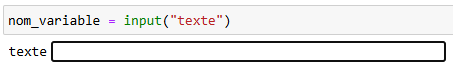 nom_variable = input("texte")
texte